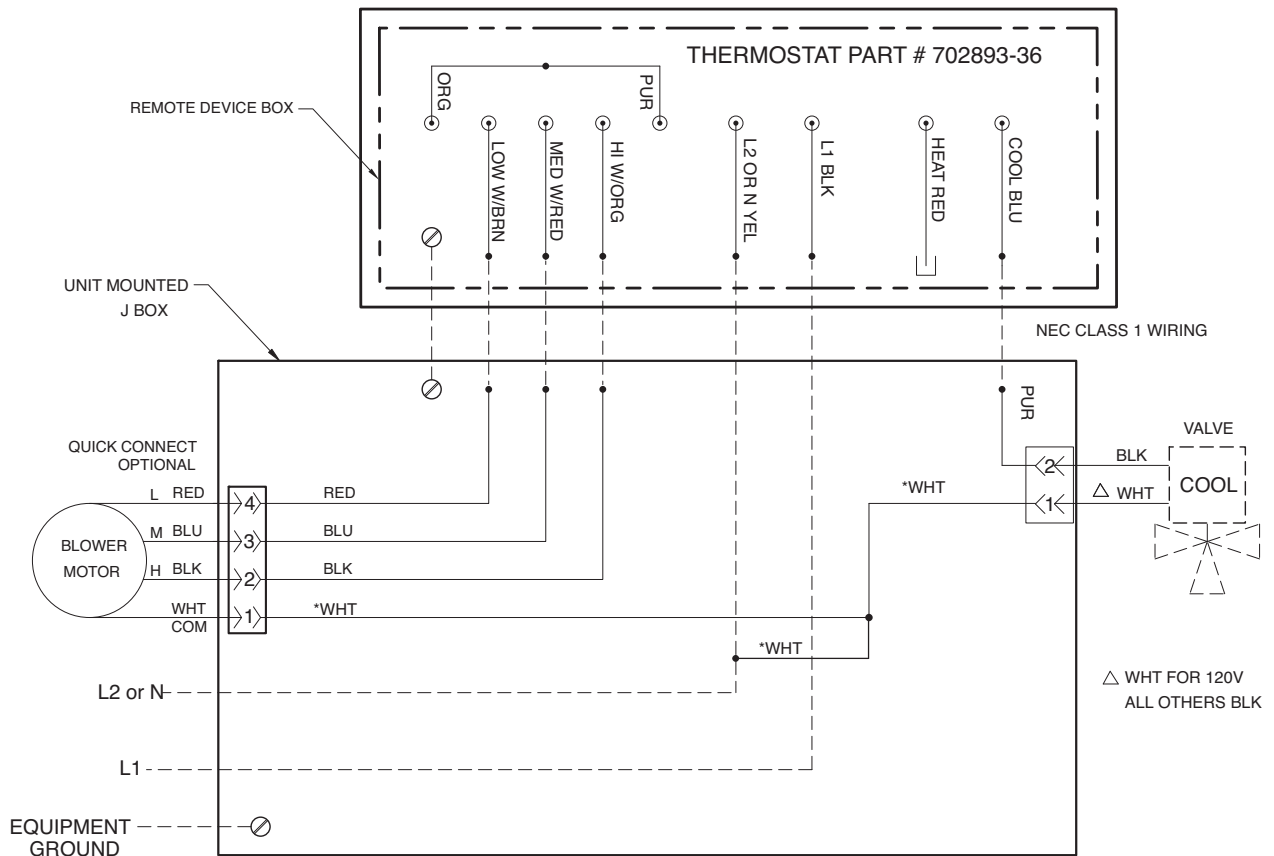 THERMOSTAT PART # 702893-36
REMOTE DEVICE BOX
ORG
PUR
LOW W/BRN
MED W/RED
HI W/ORG
L2 OR N YEL
L1 BLK
HEAT RED
COOL BLU
UNIT MOUNTED
J BOX
NEC CLASS 1 WIRING
PUR
VALVE
QUICK CONNECT
OPTIONAL
2
BLK
COOL
L RED
4
RED
*WHT
1
△ WHT
M BLU
3
BLU
BLOWER
MOTOR
H BLK
2
BLK
WHT
COM
1
*WHT
*WHT
L2 or N
△ WHT FOR 120V
ALL OTHERS BLK
L1
EQUIPMENT
GROUND